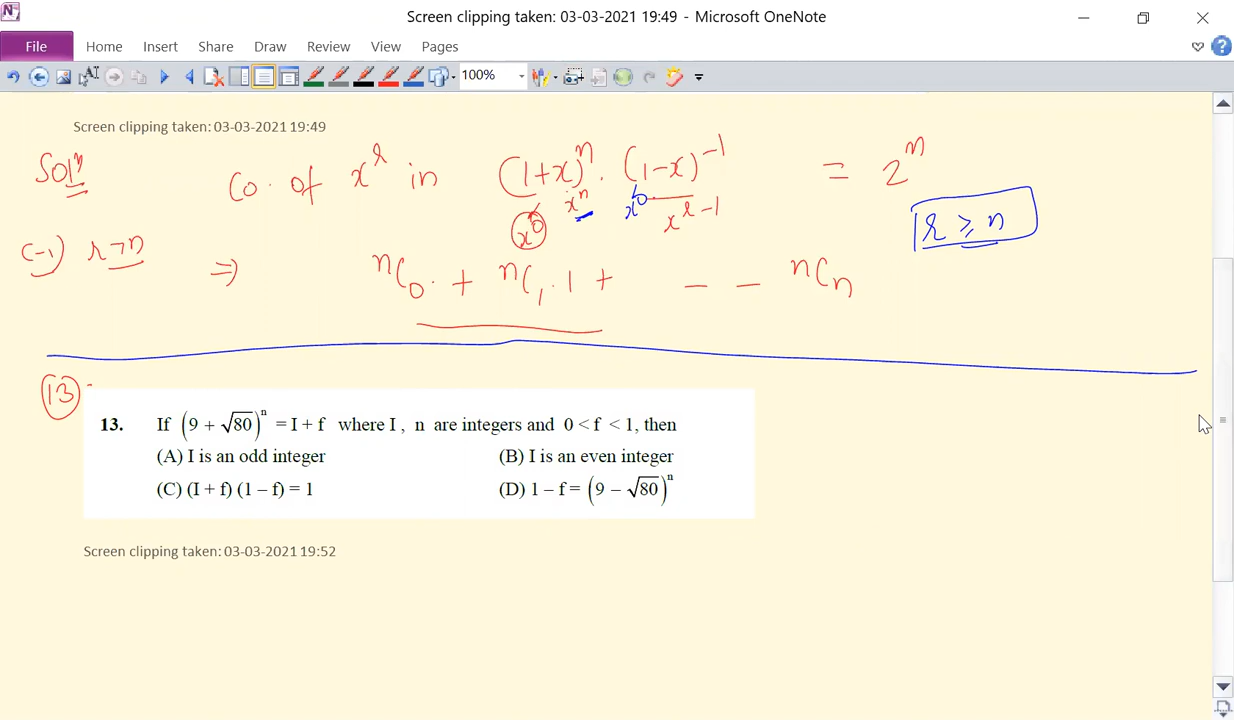 Screen clipping taken: 03-03-2021 19:49 - Microsoft OneNote
File Home Insert Share Draw Review View Pages
100%
Screen clipping taken: 03-03-2021 19:49
Solⁿ co. of x^r in (1+x)^n . (1-x)^-1 = 2^n
x^0 x^n x^0 x^r-1
r ≥ n
(-1) r > n ⇒ nC0. + nC1.1 + - - nCn
13
13. If (9 + √80)^n = I + f where I , n are integers and 0 < f < 1, then
(A) I is an odd integer (B) I is an even integer
(C) (I + f) (1 – f) = 1 (D) 1 – f = (9 – √80)^n
Screen clipping taken: 03-03-2021 19:52